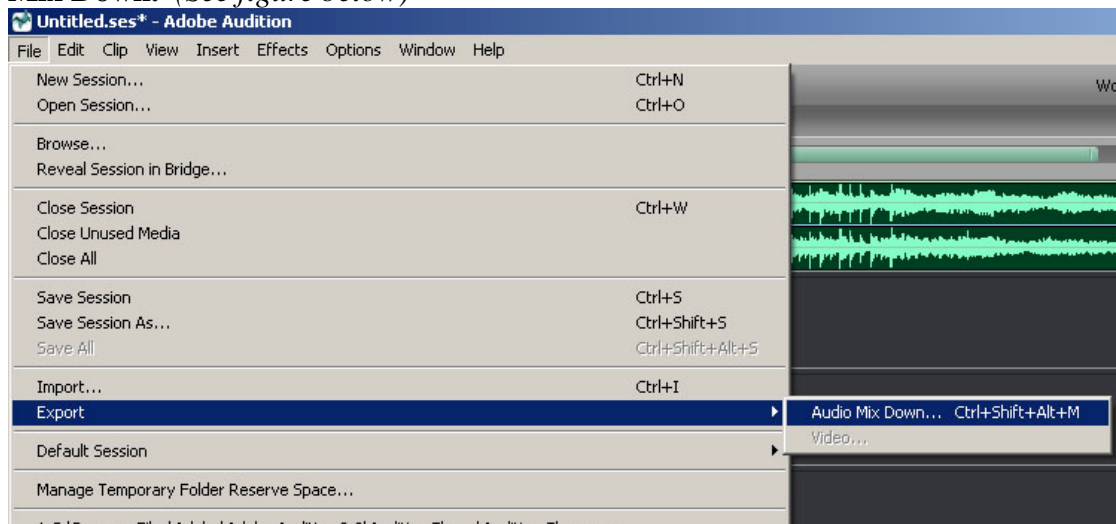 (See figure below)
Untitled.ses* - Adobe Audition
File Edit Clip View Insert Effects Options Window Help
New Session... Ctrl+N
Open Session... Ctrl+O
Browse...
Reveal Session in Bridge...
Close Session Ctrl+W
Close Unused Media
Close All
Save Session Ctrl+S
Save Session As... Ctrl+Shift+S
Save All Ctrl+Shift+Alt+S
Import... Ctrl+I
Export
Audio Mix Down... Ctrl+Shift+Alt+M
Video...
Default Session
Manage Temporary Folder Reserve Space...